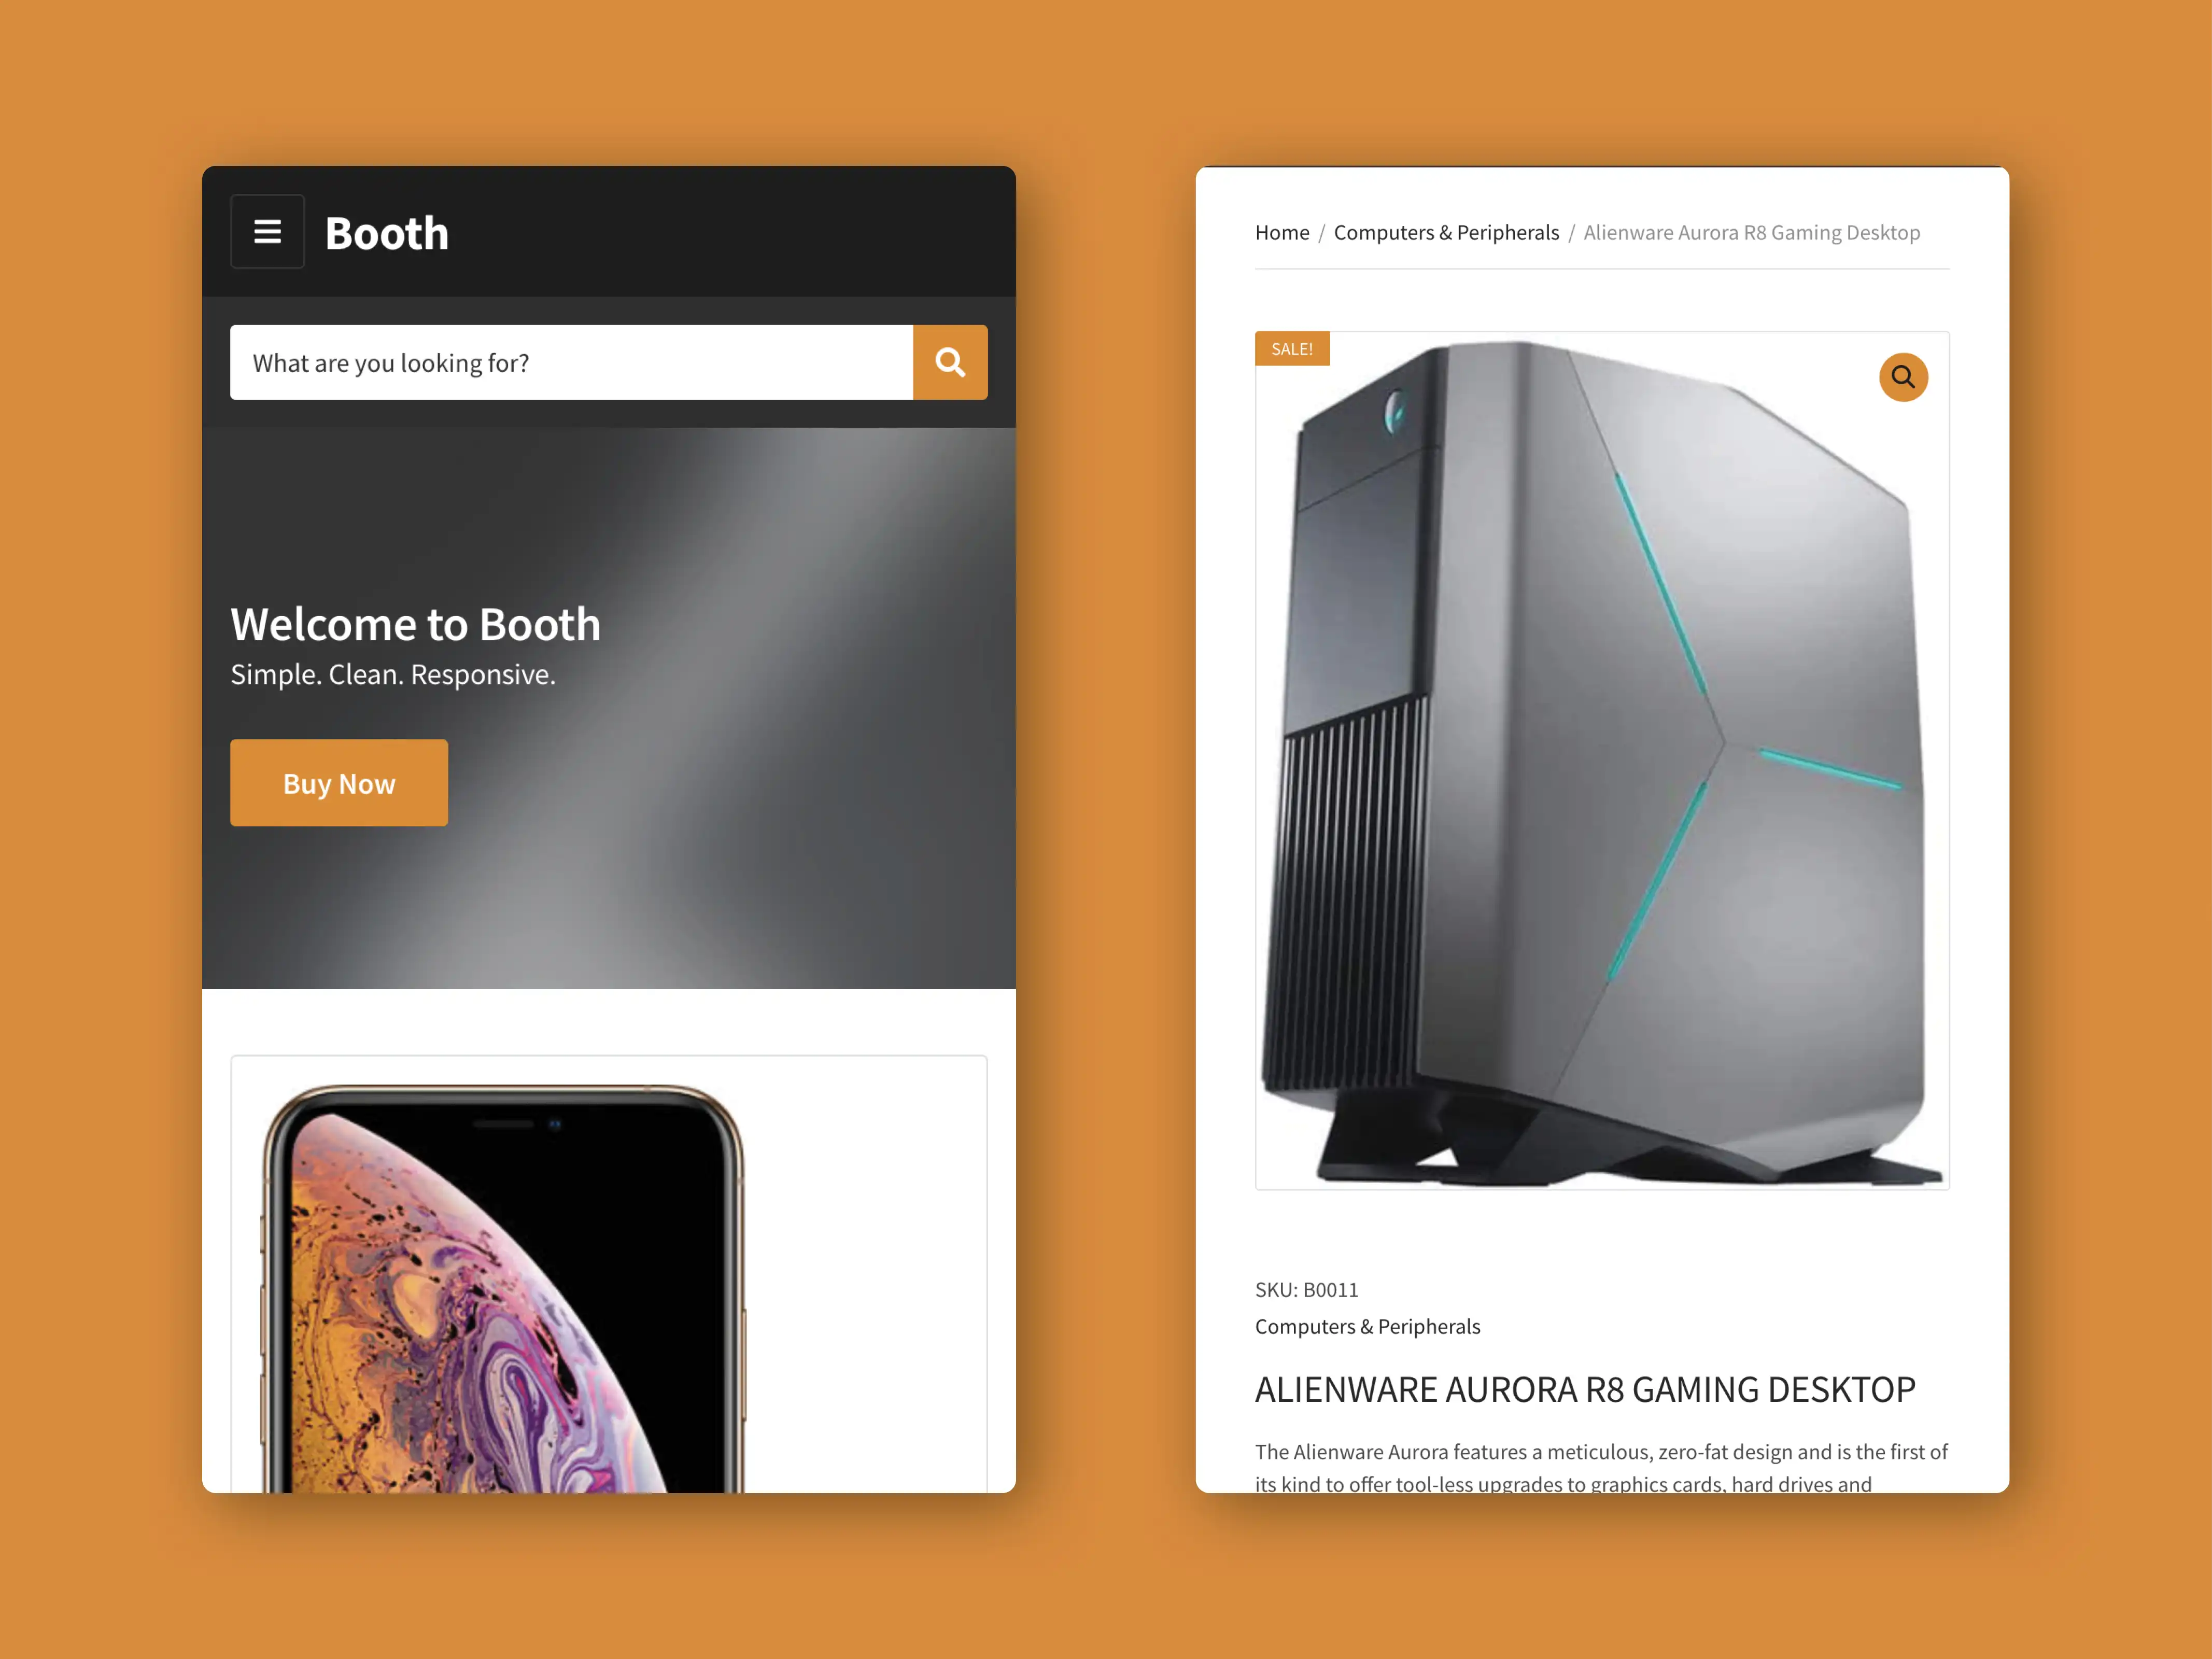 Booth
What are you looking for?
Welcome to Booth
Simple. Clean. Responsive.
Buy Now
Home / Computers & Peripherals / Alienware Aurora R8 Gaming Desktop
SALE!
SKU: B0011
Computers & Peripherals
ALIENWARE AURORA R8 GAMING DESKTOP
The Alienware Aurora features a meticulous, zero-fat design and is the first of
its kind to offer tool-less upgrades to graphics cards, hard drives and